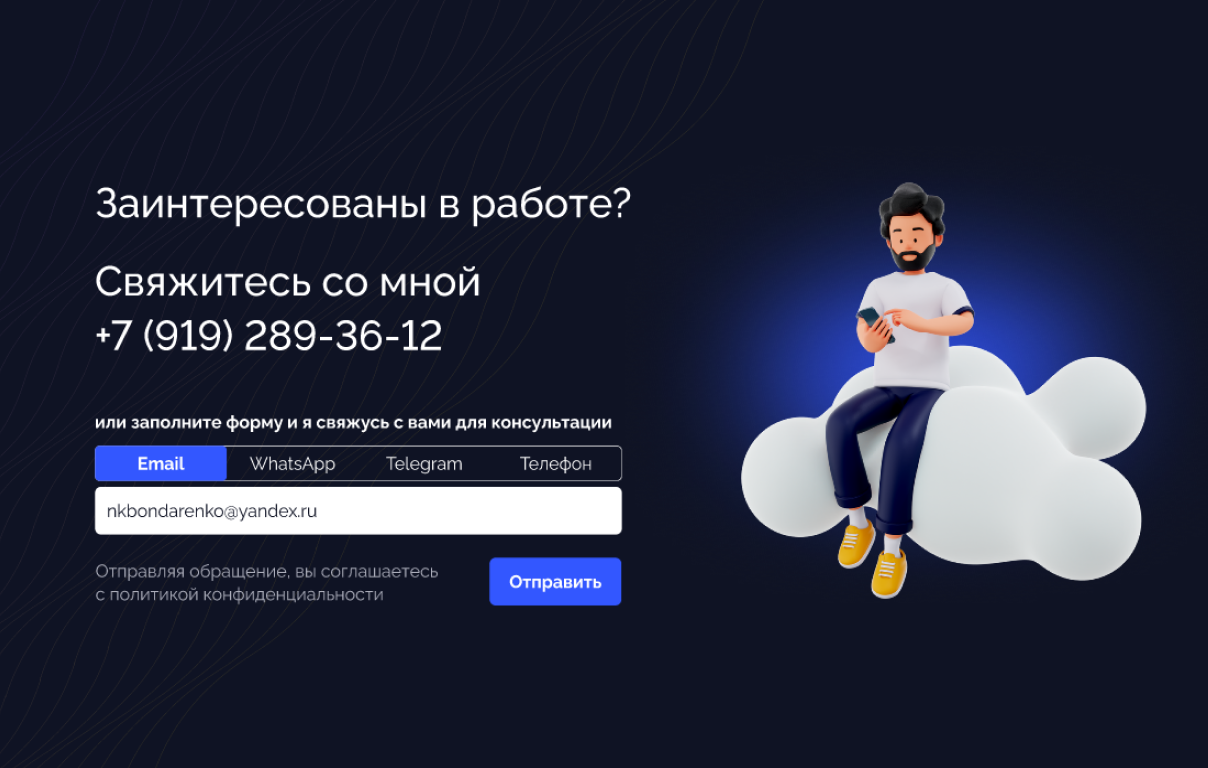 Заинтересованы в работе?
Свяжитесь со мной
+7 (919) 289-36-12
или заполните форму и я свяжусь с вами для консультации
Email WhatsApp Telegram Телефон
nkbondarenko@yandex.ru
Отправляя обращение, вы соглашаетесь
с политикой конфиденциальности
Отправить